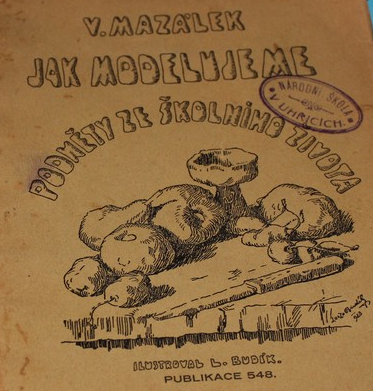 V. MAZÁLEK
JAK MODELUJEME
NÁRODNÍ ŠKOLA
V UHŘICÍCH.
PODNĚTY ZE ŠKOLNÍHO ŽIVOTA
ILUSTROVAL L. BUDÍK.
PUBLIKACE 548.